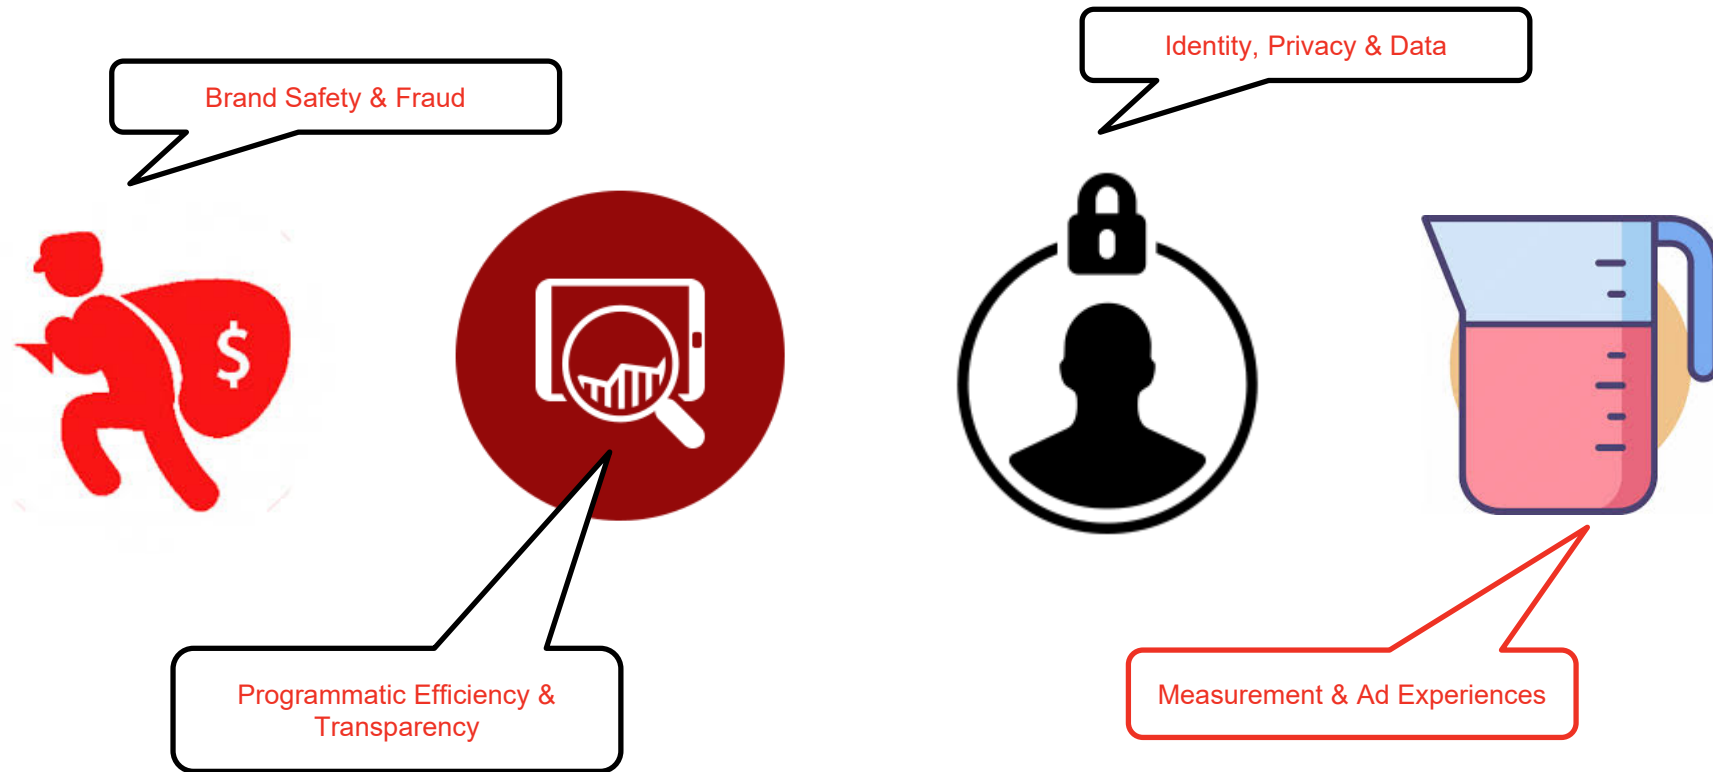 Identity, Privacy & Data
Brand Safety & Fraud
$
Programmatic Efficiency &
Transparency
Measurement & Ad Experiences